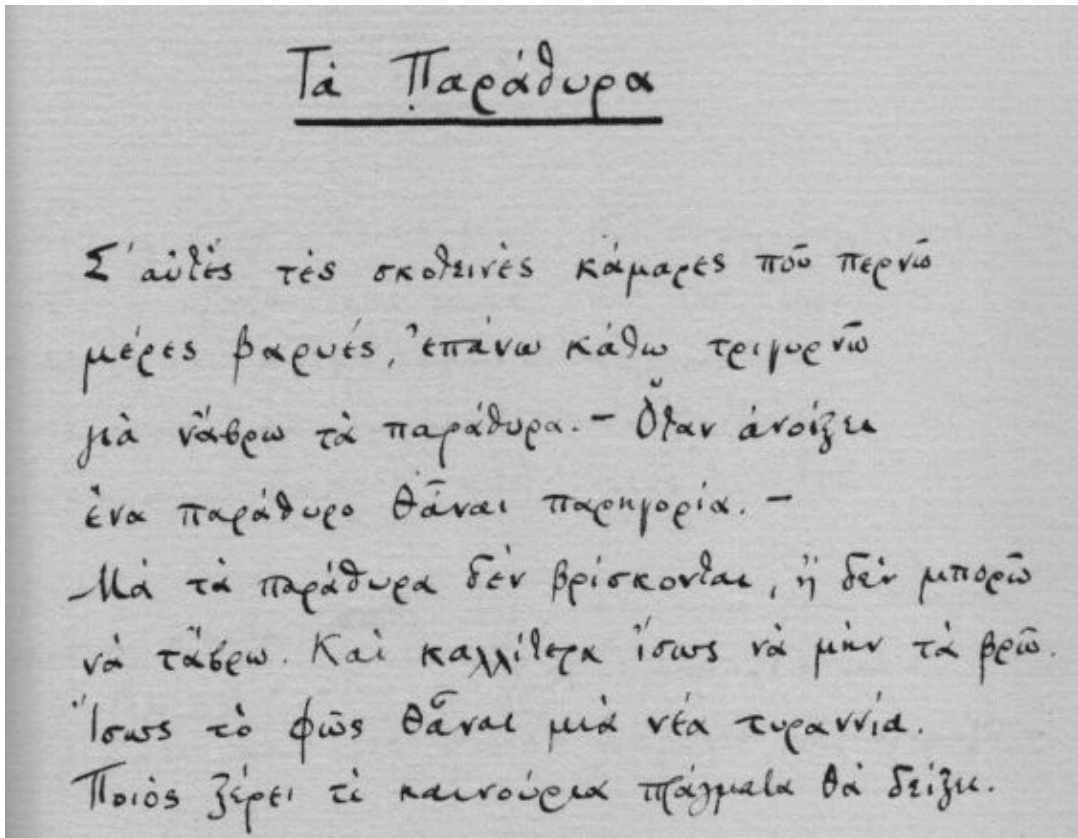 Τὰ Παράθυρα
Σ' αὐτὲς τὲς σκοτεινὲς κάμαρες ποῦ περνῶ
μέρες βαρυές, ἐπάνω κάθω τριγυρνῶ
γιὰ νἄβρω τὰ παράθυρα. – Ὅταν ἀνοίξει
ἕνα παράθυρο θἆναι παρηγορία. –
Μὰ τὰ παράθυρα δὲν βρίσκονται, ἢ δὲν μπορῶ
νὰ τἄβρω. Καὶ καλλίτερα ἴσως νὰ μὴν τὰ βρῶ.
Ἴσως τὸ φῶς θἆναι μιὰ νέα τυραννία.
Ποιὸς ξέρει τὶ καινούρια πράγματα θὰ δείξει.